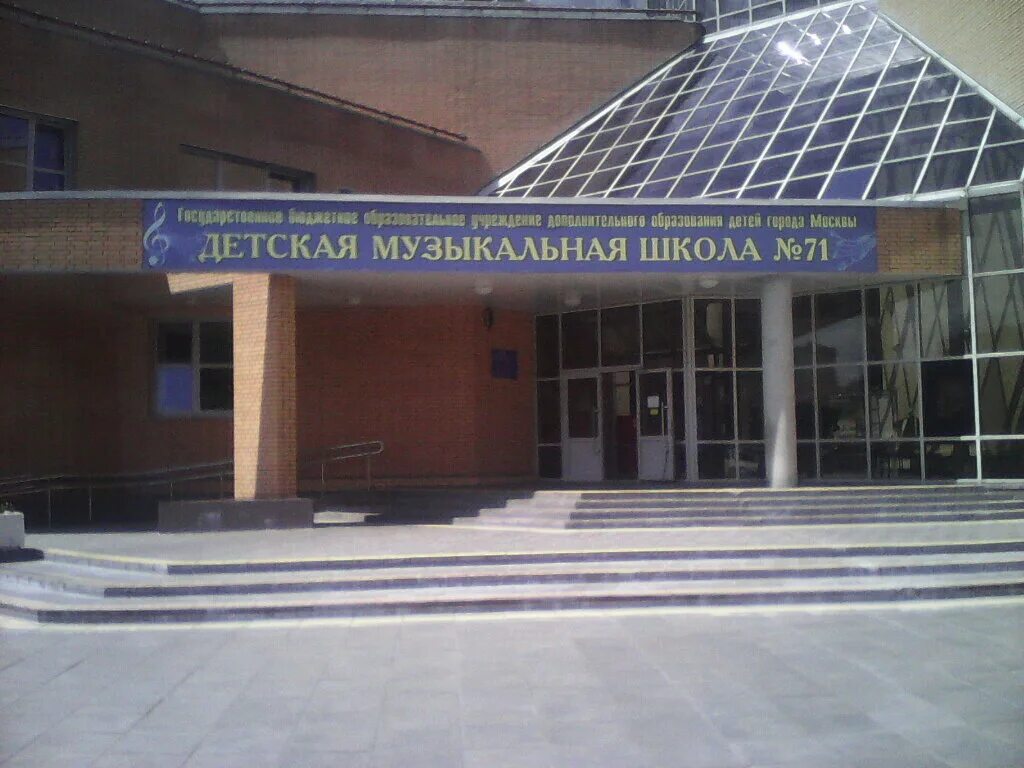 Государственное бюджетное образовательное учреждение дополнительного образования детей города Москвы
ДЕТСКАЯ МУЗЫКАЛЬНАЯ ШКОЛА №71